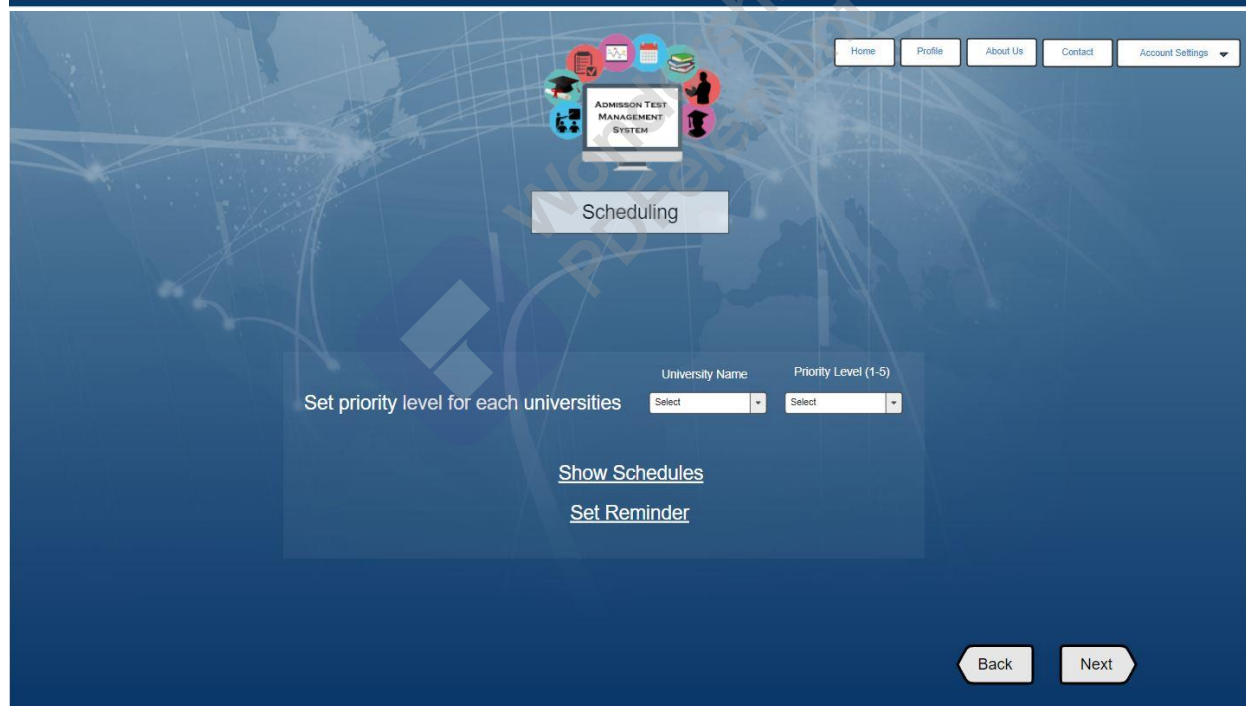 Home Profile About Us Contact Account Settings
ADMISSON TEST
MANAGEMENT
SYSTEM
Scheduling
University Name Priority Level (1-5)
Set priority level for each universities Select Select
Show Schedules
Set Reminder
Back Next